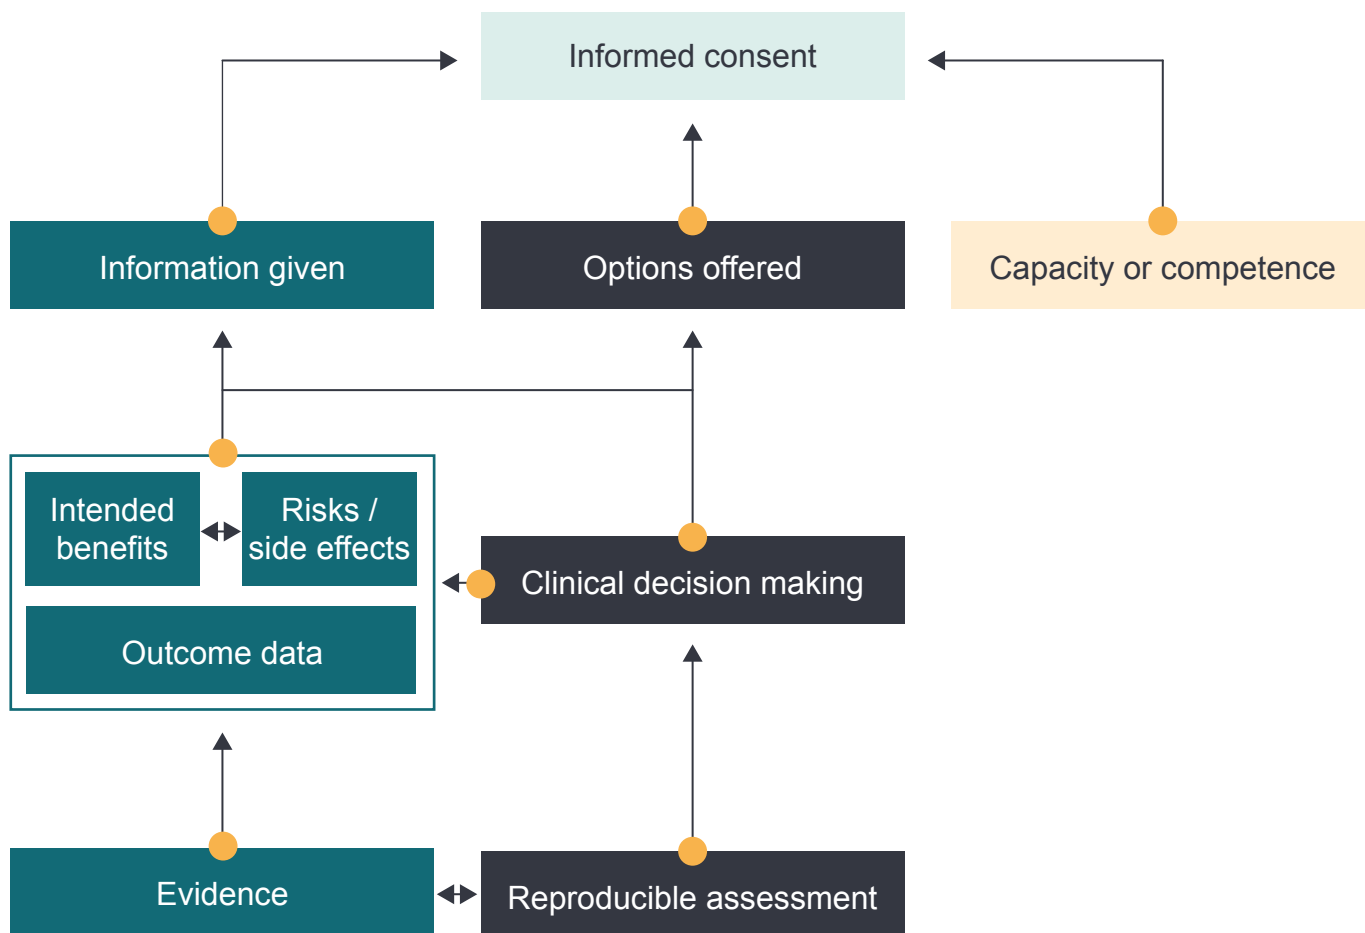 Informed consent
Information given
Options offered
Capacity or competence
Intended
benefits
Risks /
side effects
Clinical decision making
Outcome data
Evidence
Reproducible assessment